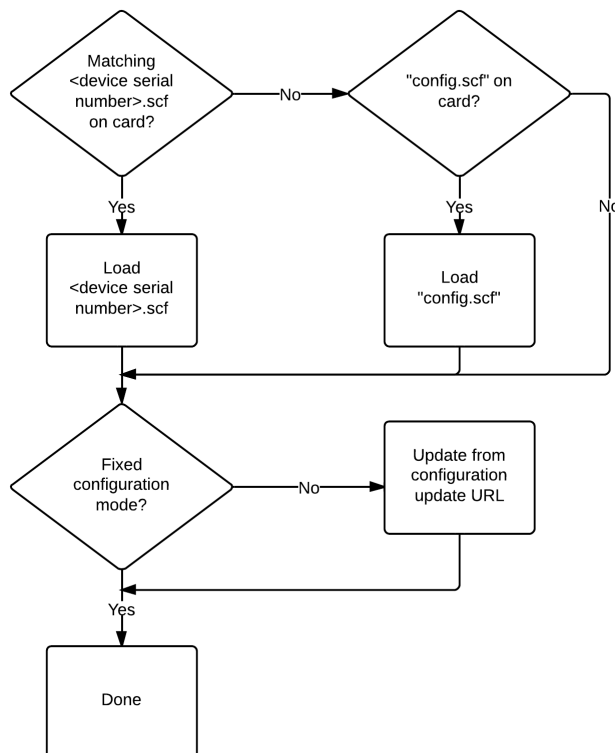 Matching
<device serial
number>.scf
on card?
No
"config.scf" on
card?
Yes
Yes
No
Load
<device serial
number>.scf
Load
"config.scf"
Fixed
configuration
mode?
No
Update from
configuration
update URL
Yes
Done